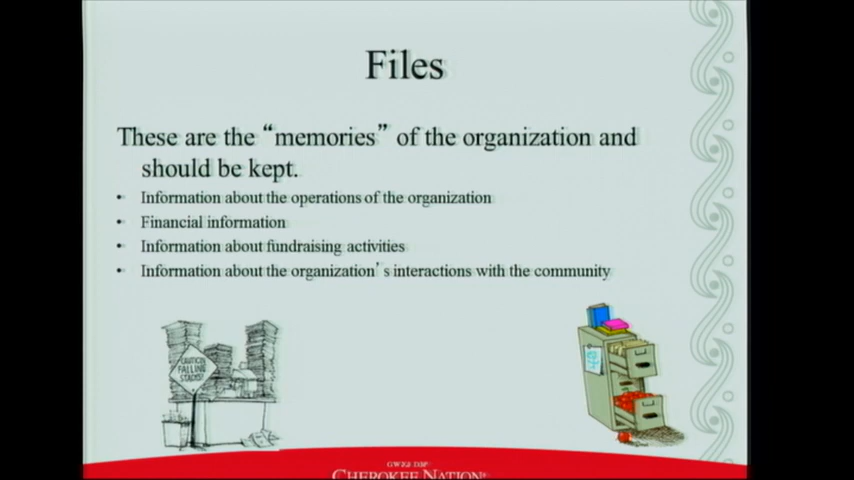 Files
These are the “memories” of the organization and
should be kept.
• Information about the operations of the organization
• Financial information
• Information about fundraising activities
• Information about the organization’s interactions with the community
CAUTION
FALLING
STACKS!
CHEROKEE NATION